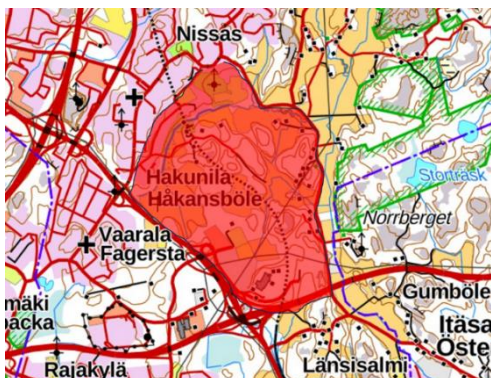 Nissas
Hakunila
Håkansböle
Storträsk
Norrberget
Vaarala
Fagersta
Gumböle
mäki
backa
Itäsa
Öste
Länsisalmi
Rajakylä